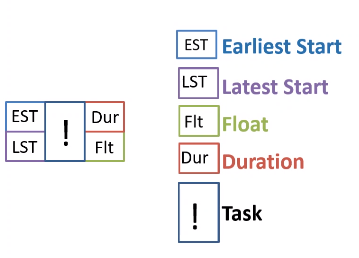 EST ! Dur
LST Flt
EST Earliest Start
LST Latest Start
Flt Float
Dur Duration
! Task